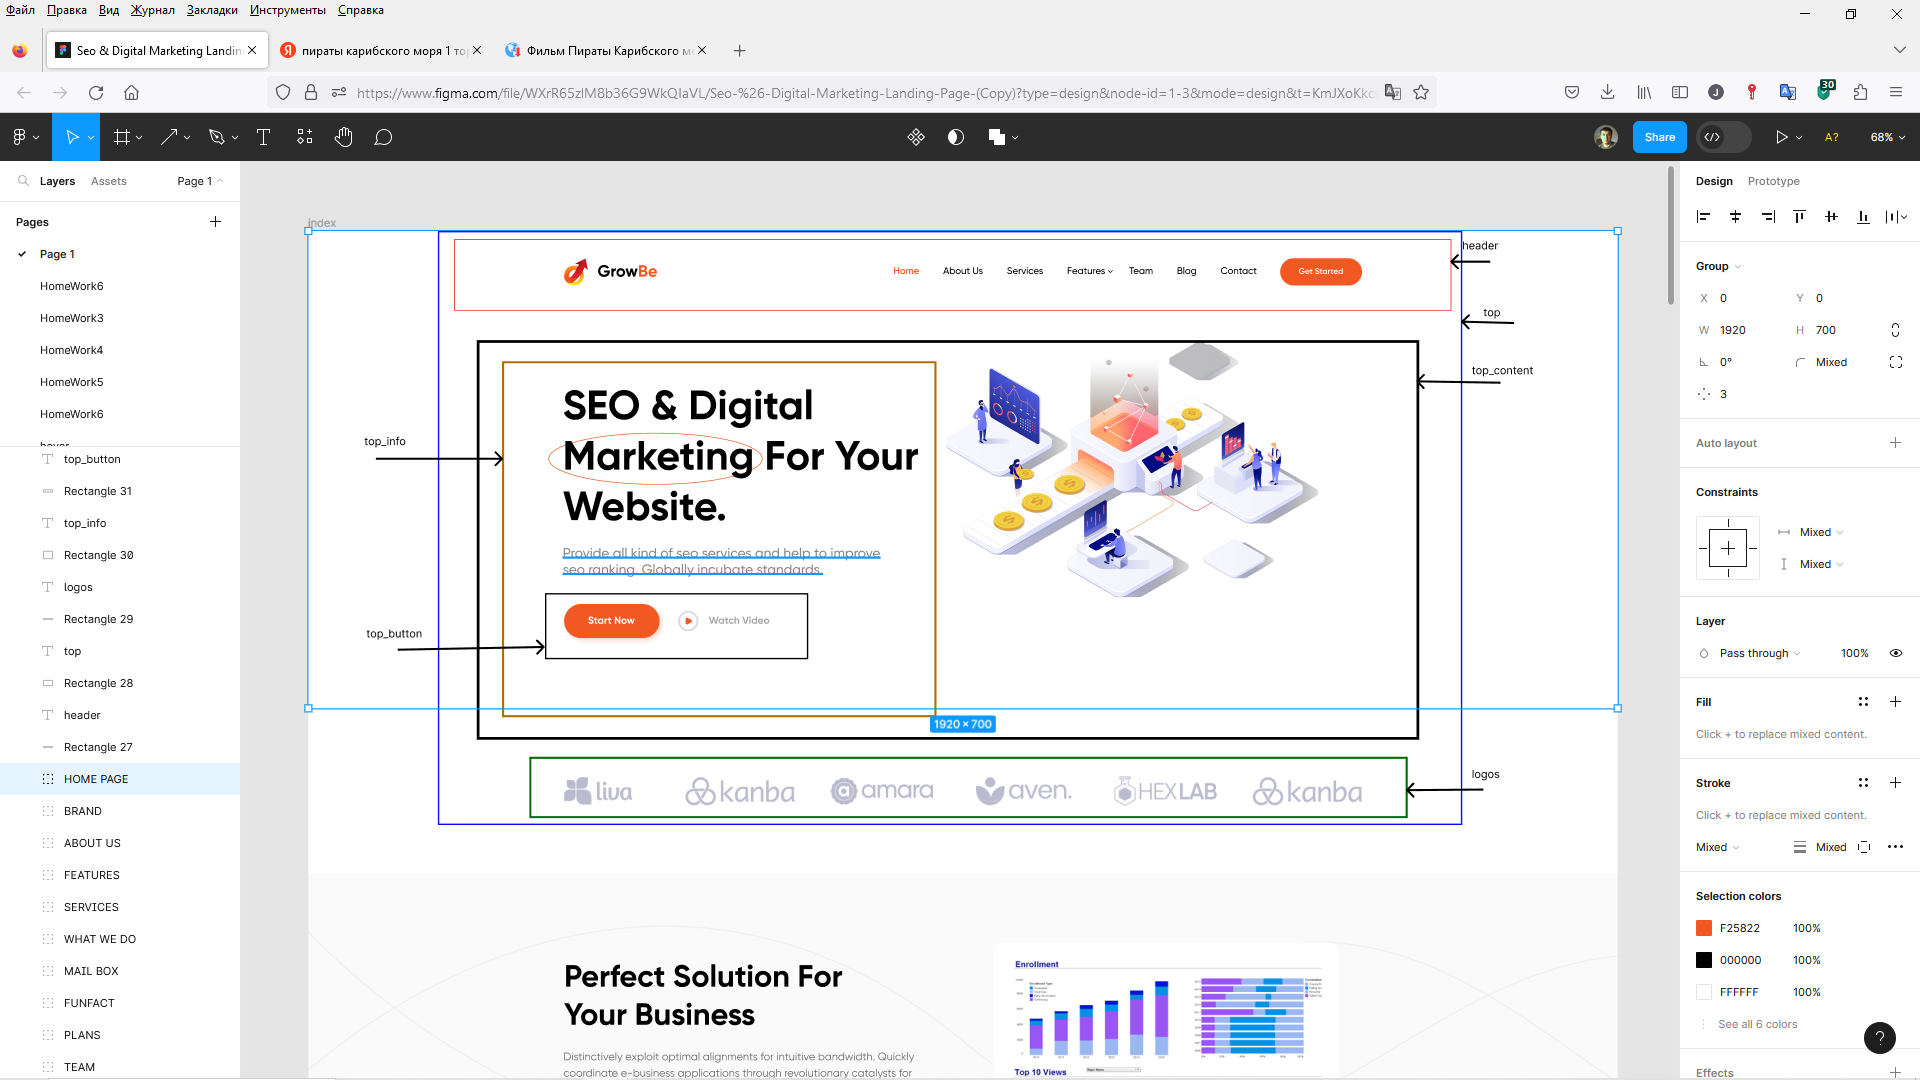 Файл Правка Вид Журнал Закладки Инструменты Справка
Seo & Digital Marketing Landin
пираты карибского моря 1 то
Фильм Пираты Карибского м
https://www.figma.com/file/WXrR65zlM8b36G9WkQIaVL/Seo-%26-Digital-Marketing-Landing-Page-(Copy)?type=design&node-id=1-3&mode=design&t=KmJXoKkc
30
Share
A?
68%
Layers Assets Page 1
Pages
Page 1
HomeWork6
HomeWork3
HomeWork4
HomeWork5
HomeWork6
hover
top_button
Rectangle 31
top_info
Rectangle 30
logos
Rectangle 29
top
Rectangle 28
header
Rectangle 27
HOME PAGE
BRAND
ABOUT US
FEATURES
SERVICES
WHAT WE DO
MAIL BOX
FUNFACT
PLANS
TEAM
index
GrowBe
Home About Us Services Features Team Blog Contact Get Started
header
top
top_content
top_info
top_button
SEO & Digital
Marketing For Your
Website.
Provide all kind of seo services and help to improve
seo ranking. Globally incubate standards.
Start Now Watch Video
1920 × 700
liva kanba amara aven. HEXLAB kanba
logos
Perfect Solution For
Your Business
Distinctively exploit optimal alignments for intuitive bandwidth. Quickly
coordinate e-business applications through revolutionary catalysts for
Enrollment
Top 10 Views
Design Prototype
Group
X 0 Y 0
W 1920 H 700
0° Mixed
3
Auto layout
Constraints
Mixed
Mixed
Layer
Pass through 100%
Fill
Click + to replace mixed content.
Stroke
Click + to replace mixed content.
Mixed Mixed
Selection colors
F25822 100%
000000 100%
FFFFFF 100%
See all 6 colors
Effects
?